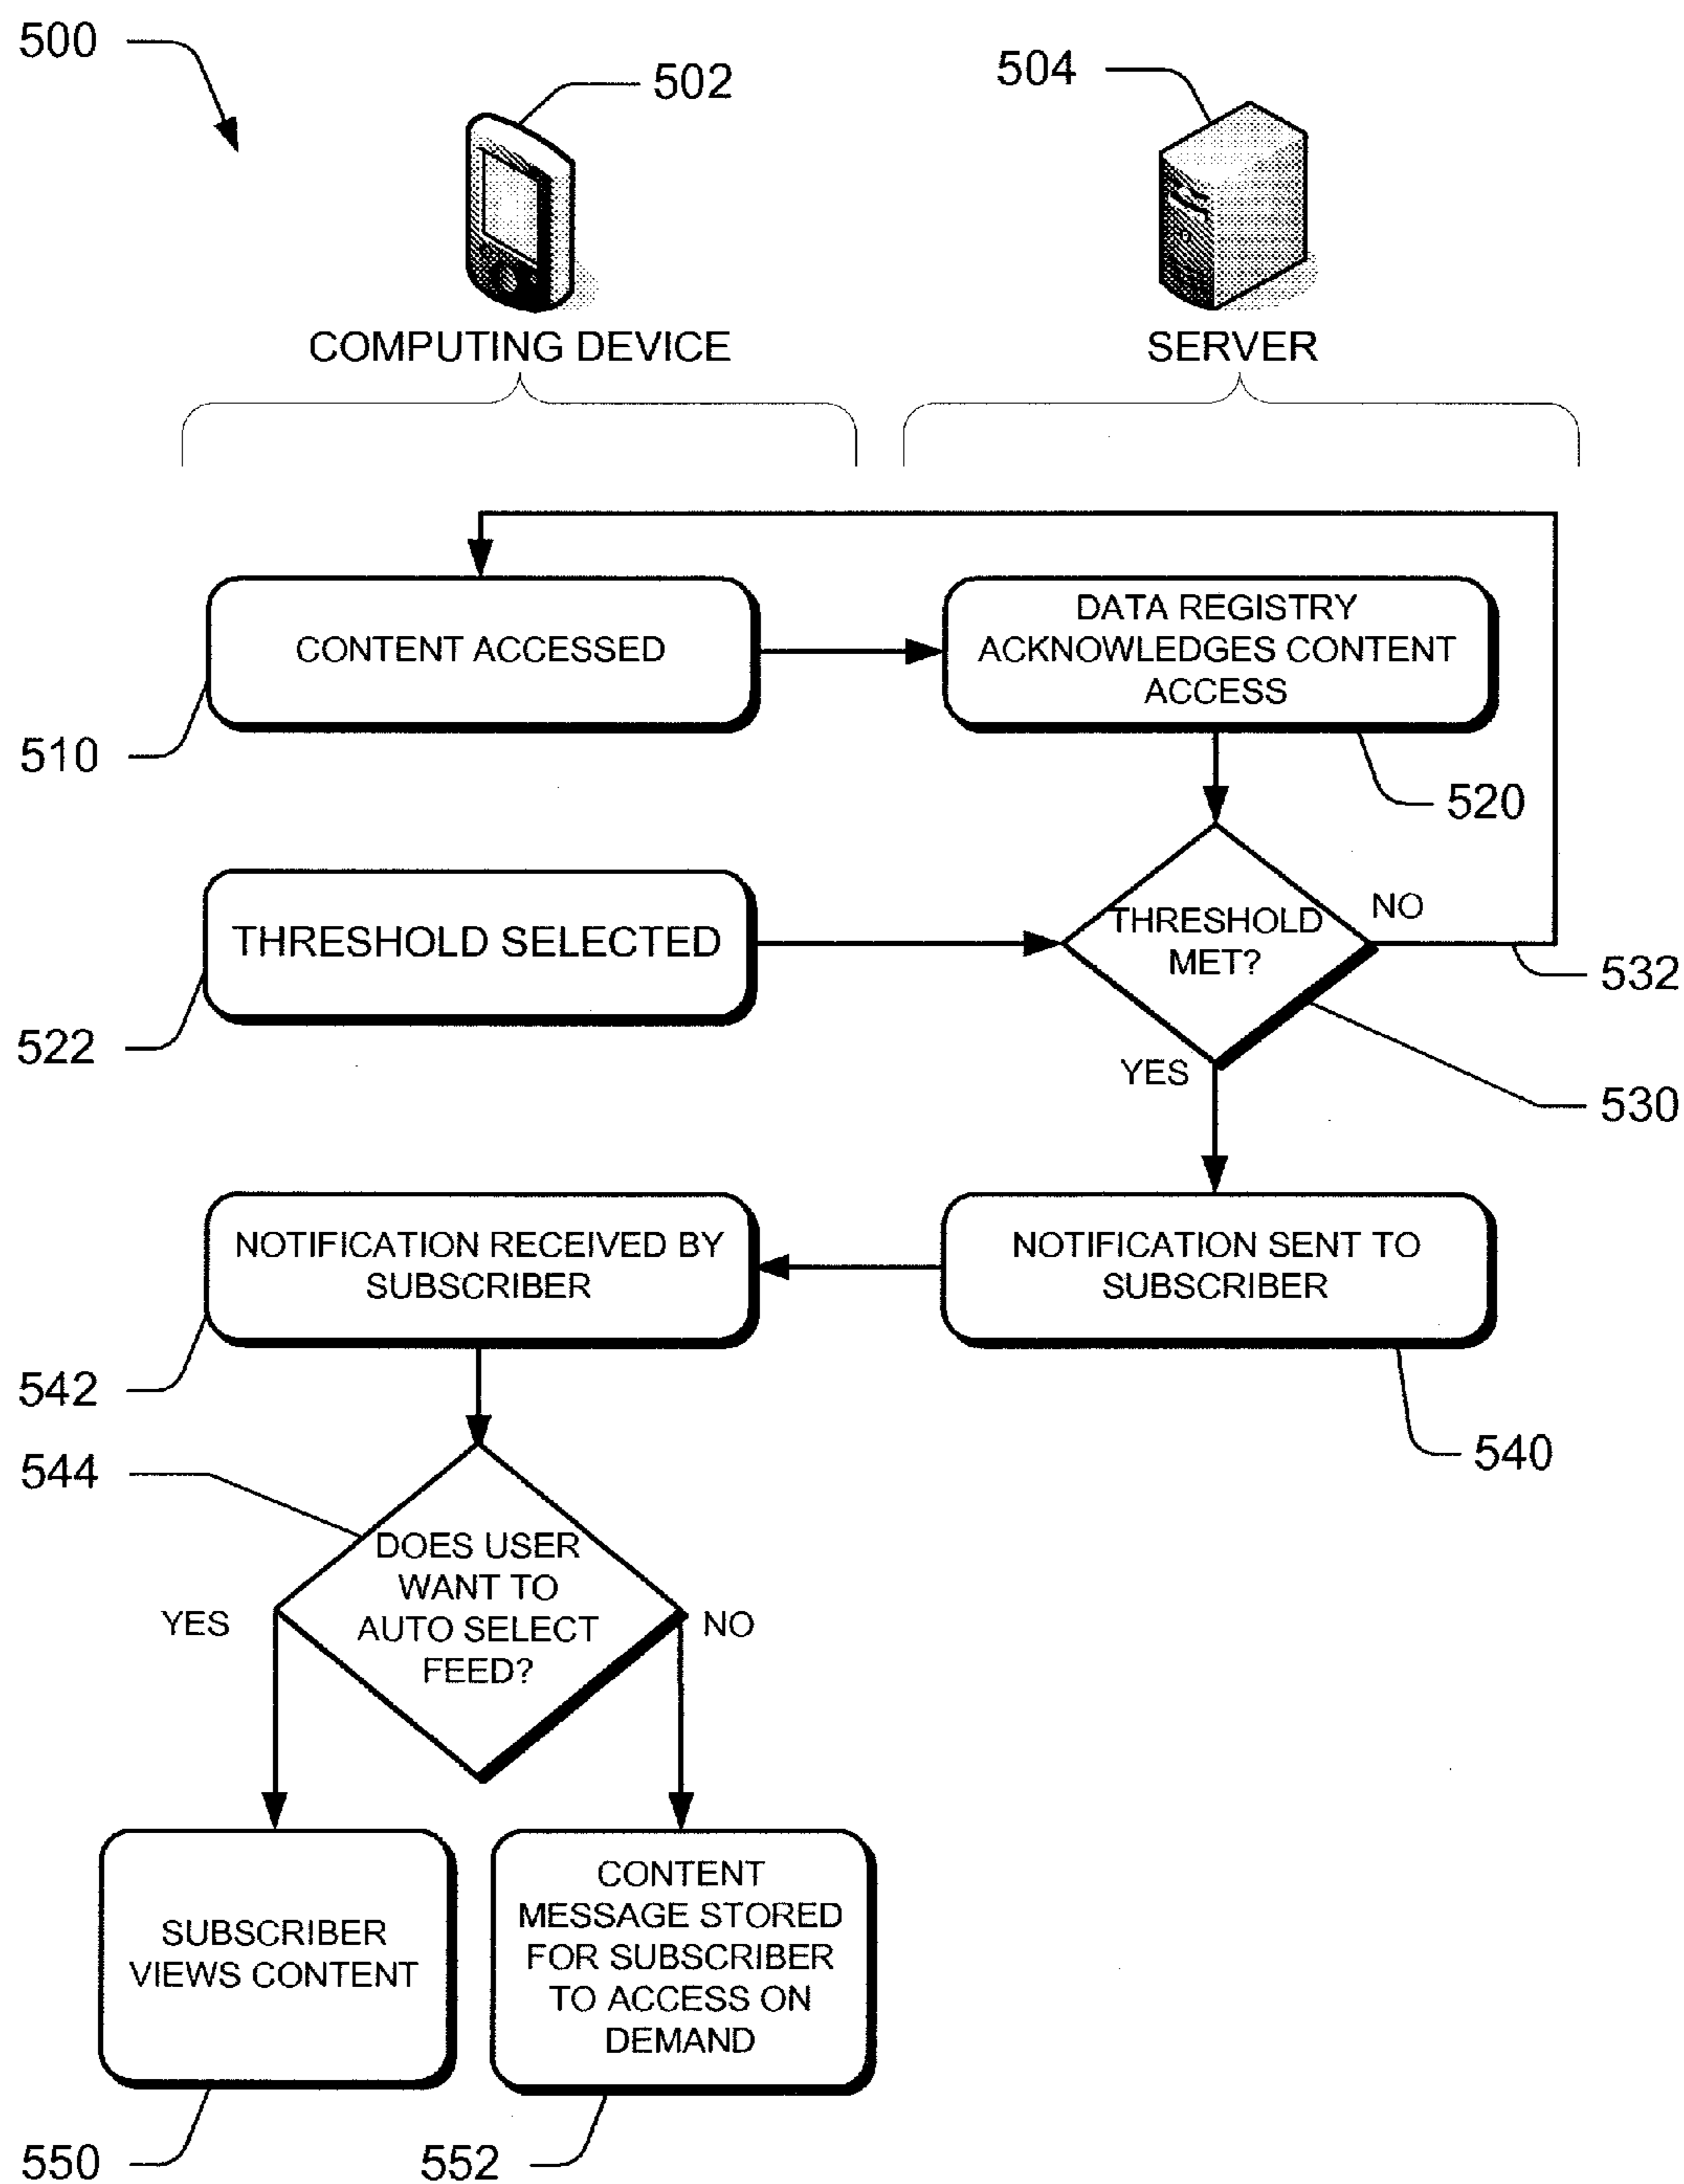 500
502
504
COMPUTING DEVICE
SERVER
CONTENT ACCESSED
DATA REGISTRY
ACKNOWLEDGES CONTENT
ACCESS
510
520
THRESHOLD SELECTED
THRESHOLD
MET?
NO
532
522
YES
530
NOTIFICATION RECEIVED BY
SUBSCRIBER
NOTIFICATION SENT TO
SUBSCRIBER
542
540
544
DOES USER
WANT TO
AUTO SELECT
FEED?
YES
NO
SUBSCRIBER
VIEWS CONTENT
CONTENT
MESSAGE STORED
FOR SUBSCRIBER
TO ACCESS ON
DEMAND
550
552